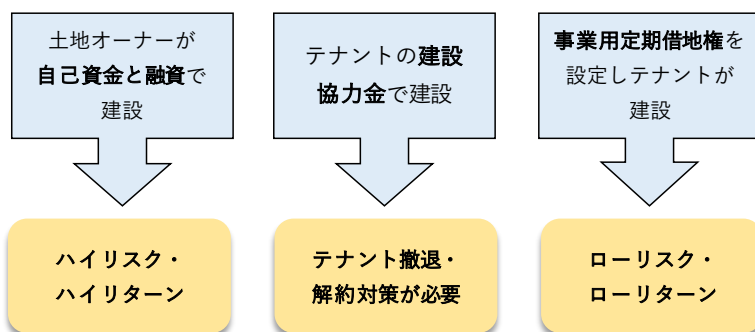 土地オーナーが
自己資金と融資で
建設
テナントの建設
協力金で建設
事業用定期借地権を
設定しテナントが
建設
ハイリスク・
ハイリターン
テナント撤退・
解約対策が必要
ローリスク・
ローリターン